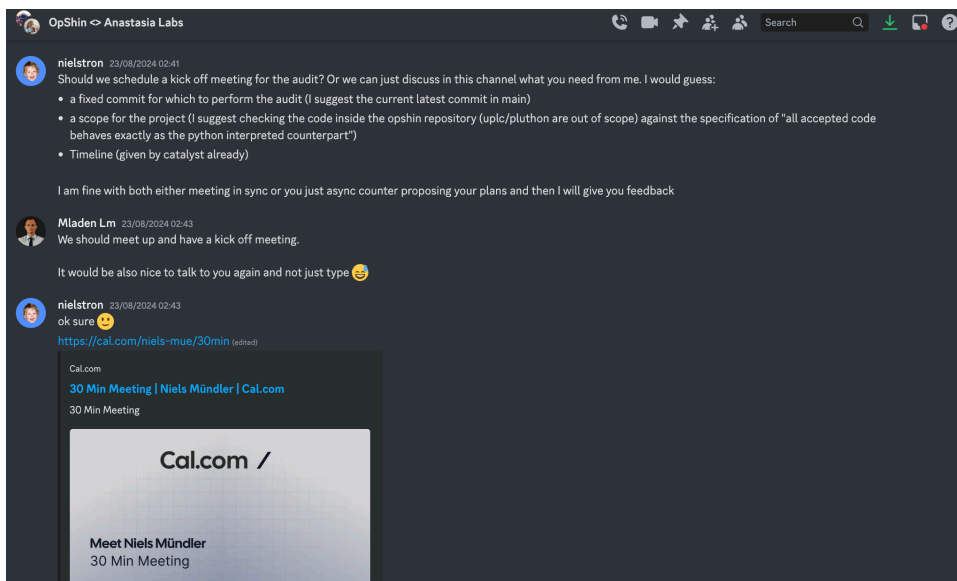 OpShin <> Anastasia Labs
Search
nielstron 23/08/2024 02:41
Should we schedule a kick off meeting for the audit? Or we can just discuss in this channel what you need from me. I would guess:
• a fixed commit for which to perform the audit (I suggest the current latest commit in main)
• a scope for the project (I suggest checking the code inside the opshin repository (uplc/pluthon are out of scope) against the specification of "all accepted code
behaves exactly as the python interpreted counterpart")
• Timeline (given by catalyst already)
I am fine with both either meeting in sync or you just async counter proposing your plans and then I will give you feedback
Mladen Lm 23/08/2024 02:43
We should meet up and have a kick off meeting.
It would be also nice to talk to you again and not just type 😅
nielstron 23/08/2024 02:43
ok sure 🙂
https://cal.com/niels-mue/30min (edited)
Cal.com
30 Min Meeting | Niels Mündler | Cal.com
30 Min Meeting
Cal.com /
Meet Niels Mündler
30 Min Meeting